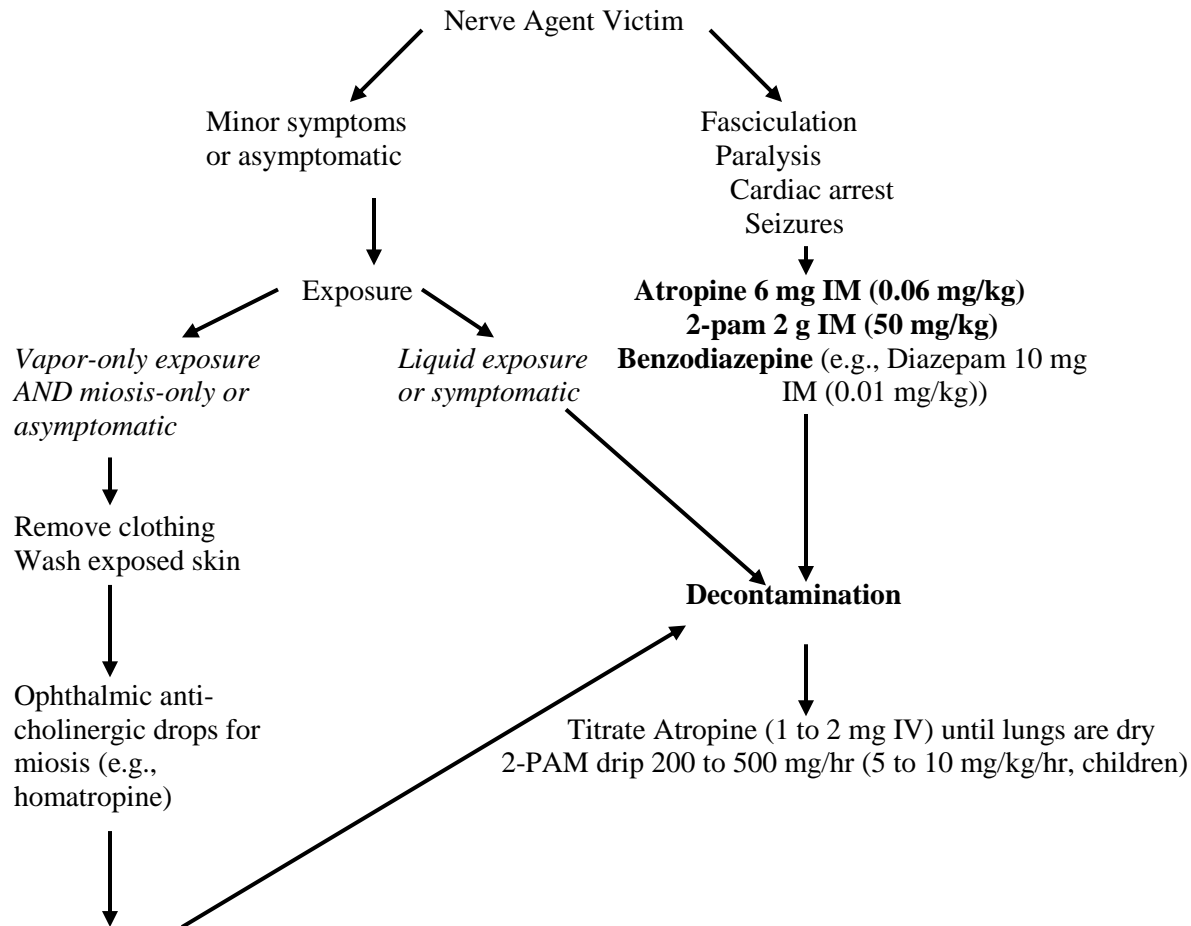 Nerve Agent Victim
Minor symptoms
or asymptomatic
Fasciculation
Paralysis
Cardiac arrest
Seizures
Exposure
Atropine 6 mg IM (0.06 mg/kg)
2-pam 2 g IM (50 mg/kg)
Benzodiazepine (e.g., Diazepam 10 mg
IM (0.01 mg/kg))
Vapor-only exposure
AND miosis-only or
asymptomatic
Liquid exposure
or symptomatic
Remove clothing
Wash exposed skin
Decontamination
Ophthalmic anti-
cholinergic drops for
miosis (e.g.,
homatropine)
Titrate Atropine (1 to 2 mg IV) until lungs are dry
2-PAM drip 200 to 500 mg/hr (5 to 10 mg/kg/hr, children)